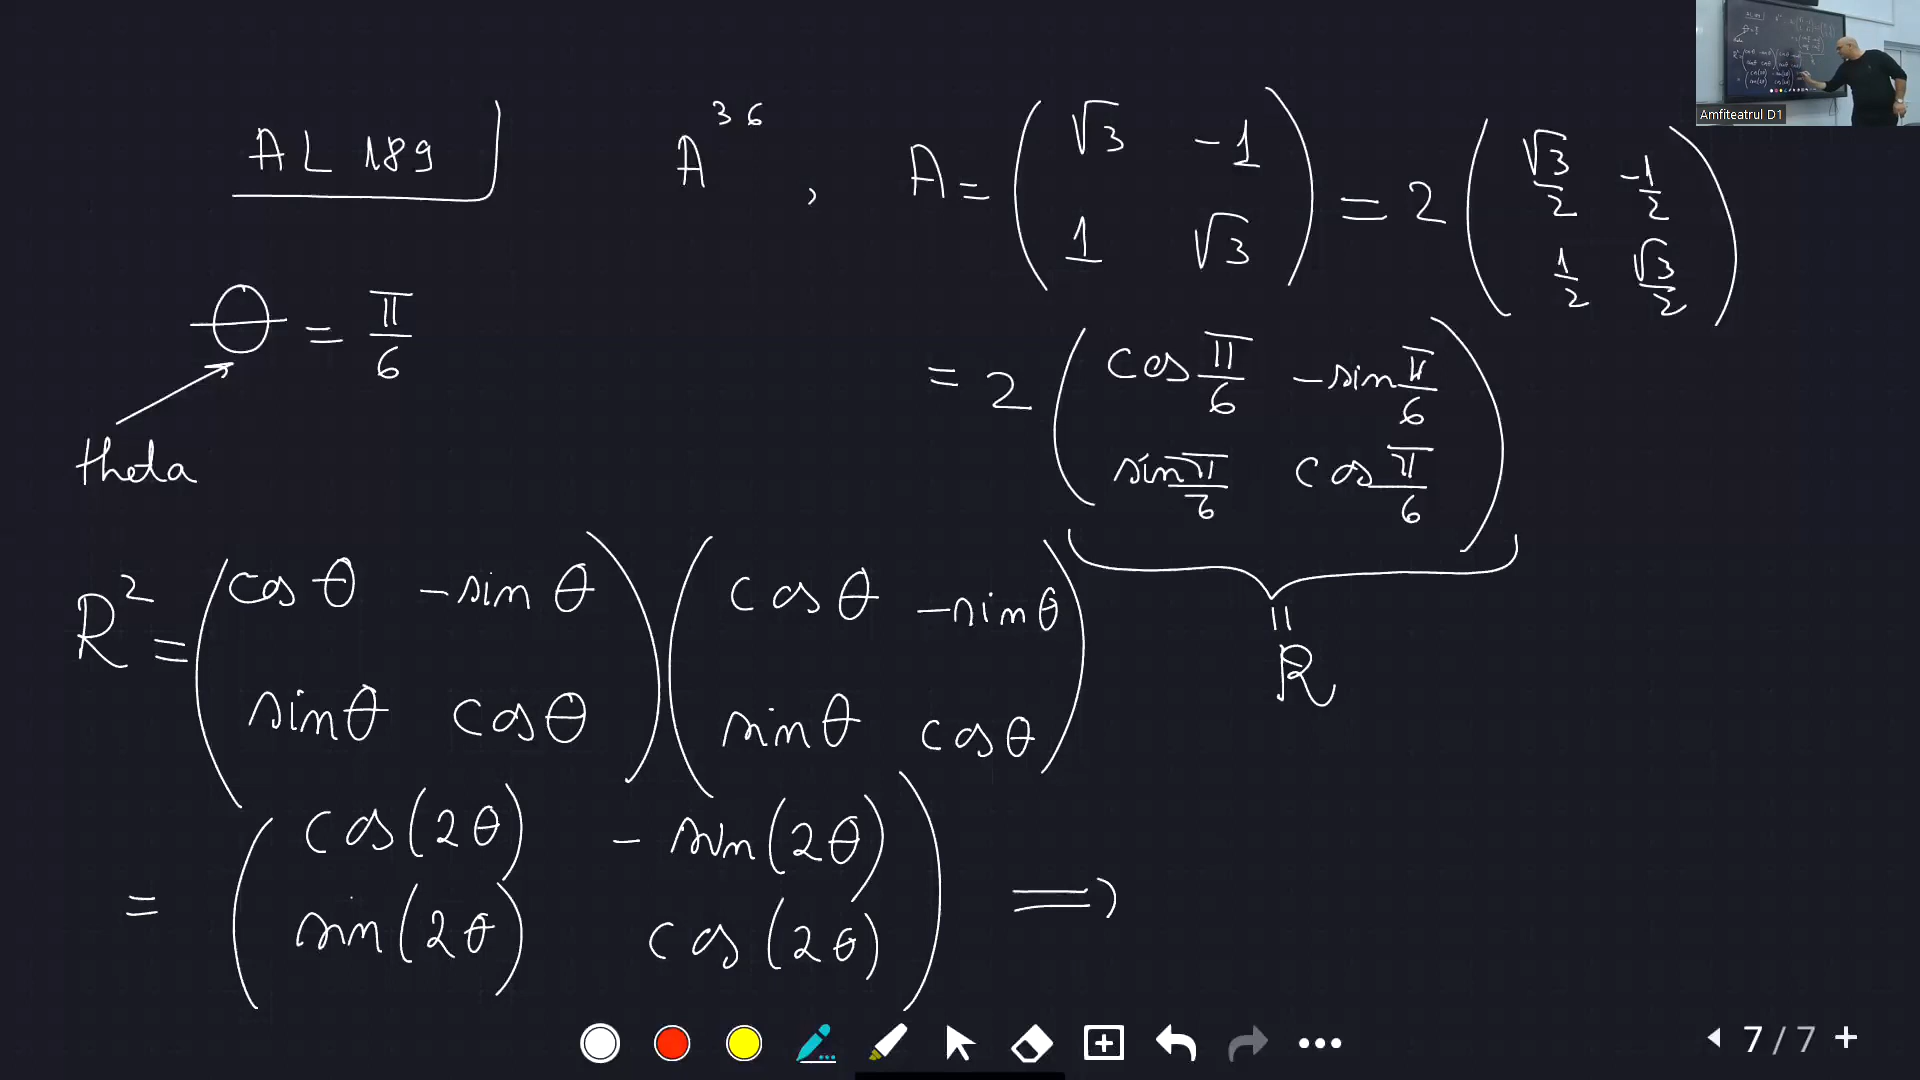 Amfiteatrul D1
AL 189
A^36 , A = (√3 -1 ; 1 √3) = 2 (√3/2 -1/2 ; 1/2 √3/2)
θ = π/6
= 2 (cos π/6 -sin π/6 ; sin π/6 cos π/6)
theta
R
R^2 = (cos θ -sin θ ; sin θ cos θ) (cos θ -sin θ ; sin θ cos θ)
= (cos(2θ) -sin(2θ) ; sin(2θ) cos(2θ)) ⇒
7 / 7